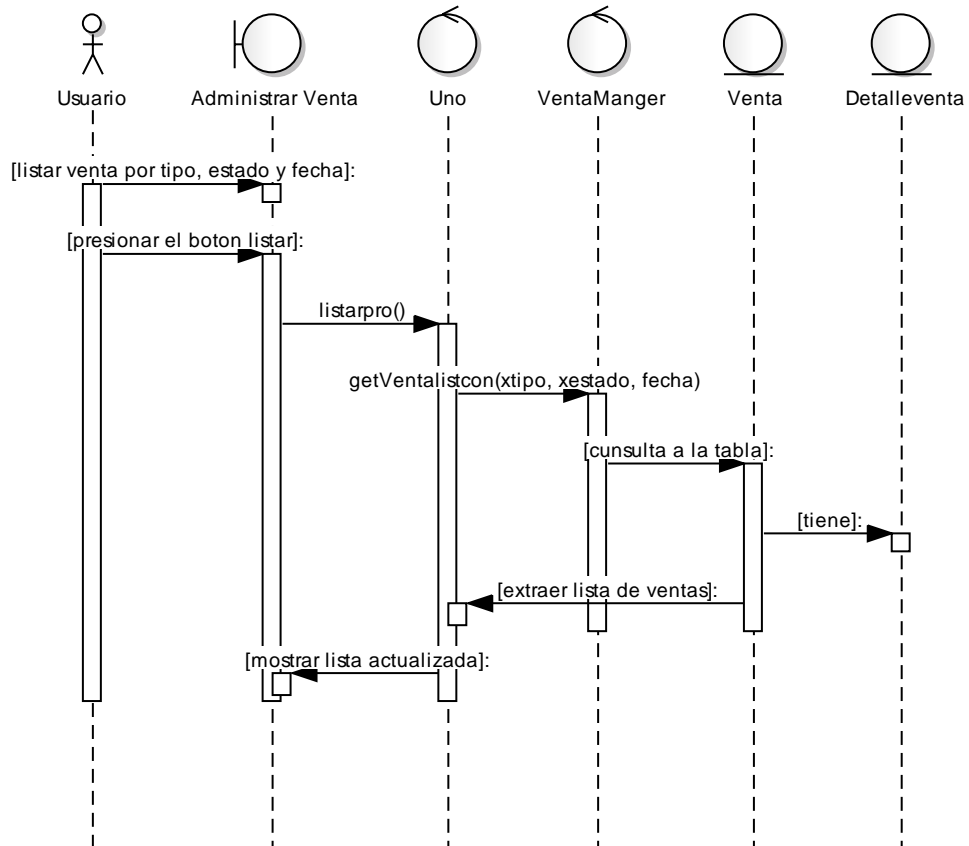 Usuario
Administrar Venta
Uno
VentaManger
Venta
Detalleventa
[listar venta por tipo, estado y fecha]:
[presionar el boton listar]:
listarpro()
getVentalistcon(xtipo, xestado, fecha)
[cunsulta a la tabla]:
[tiene]:
[extraer lista de ventas]:
[mostrar lista actualizada]: